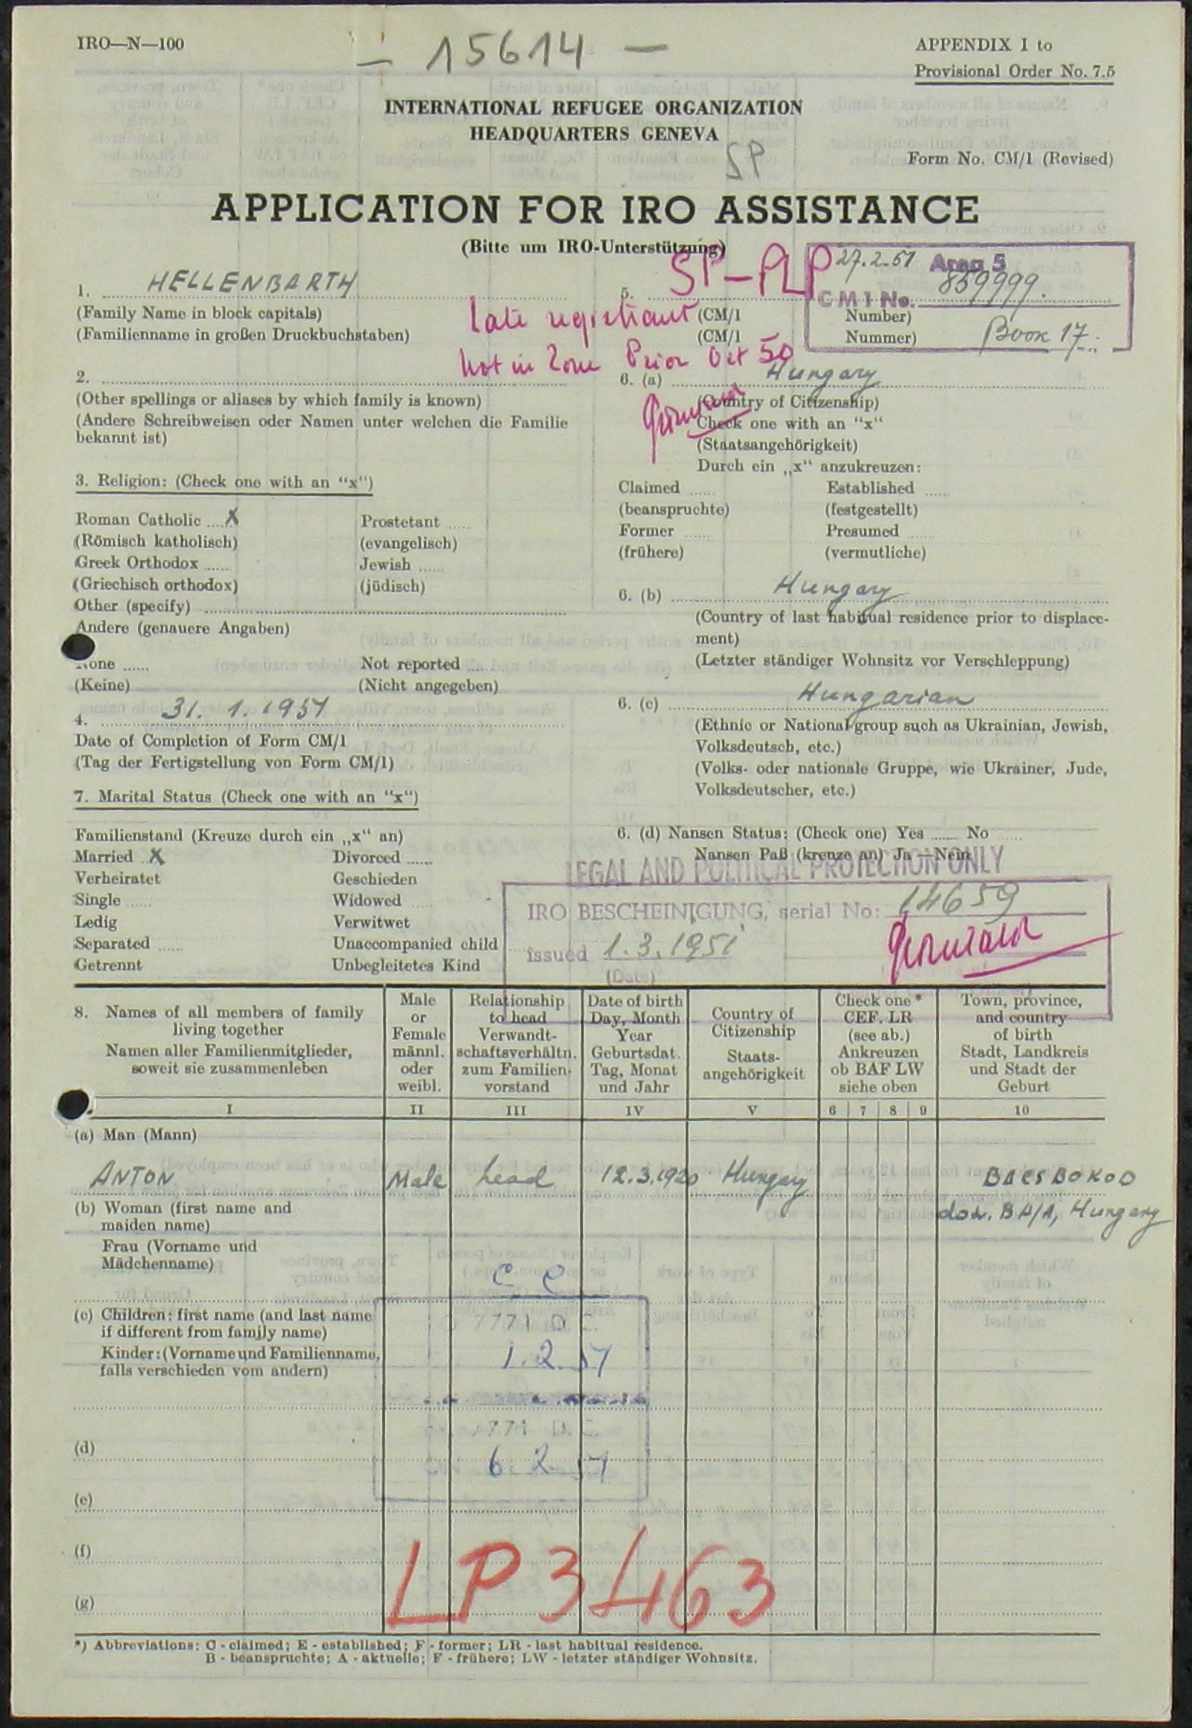 IRO—N—100
— 15614 —
APPENDIX I to
Provisional Order No. 7.5
INTERNATIONAL REFUGEE ORGANIZATION
HEADQUARTERS GENEVA
SP
Form No. CM/1 (Revised)
APPLICATION FOR IRO ASSISTANCE
(Bitte um IRO-Unterstützung)
SP-PLP
27.2.51 Area 5
1. HELLENBARTH
(Family Name in block capitals)
(Familienname in großen Druckbuchstaben)
5.
C M 1 No. 859999.
(CM/1 Number)
(CM/1 Nummer)
Book 17.
Late registrant
Not in Zone Prior Oct 50
2.
(Other spellings or aliases by which family is known)
(Andere Schreibweisen oder Namen unter welchen die Familie
bekannt ist)
6. (a) Hungary
(Country of Citizenship)
Check one with an "x"
(Staatsangehörigkeit)
Durch ein „x" anzukreuzen:
Claimed Established
(beanspruchte) (festgestellt)
Former Presumed
(frühere) (vermutliche)
3. Religion: (Check one with an "x")
Roman Catholic X Prostetant
(Römisch katholisch) (evangelisch)
Greek Orthodox Jewish
(Griechisch orthodox) (jüdisch)
Other (specify)
Andere (genauere Angaben)
None Not reported
(Keine) (Nicht angegeben)
6. (b) Hungary
(Country of last habitual residence prior to displace-
ment)
(Letzter ständiger Wohnsitz vor Verschleppung)
4. 31. 1. 1951
Date of Completion of Form CM/1
(Tag der Fertigstellung von Form CM/1)
6. (c) Hungarian
(Ethnic or National group such as Ukrainian, Jewish,
Volksdeutsch, etc.)
(Volks- oder nationale Gruppe, wie Ukrainer, Jude,
Volksdeutscher, etc.)
7. Marital Status (Check one with an "x")
Familienstand (Kreuze durch ein „x" an)
Married X Divorced
Verheiratet Geschieden
Single Widowed
Ledig Verwitwet
Separated Unaccompanied child
Getrennt Unbegleitetes Kind
6. (d) Nansen Status: (Check one) Yes No
Nansen Paß (kreuze an) Ja —Nein
LEGAL AND POLITICAL PROTECTION ONLY
IRO BESCHEINIGUNG, serial No: 14659
issued 1.3.1951
(Date)
8. Names of all members of family
living together
Namen aller Familienmitglieder,
soweit sie zusammenleben
Male
or
Female
männl.
oder
weibl.
Relationship
to head
Verwandt-
schaftsverhältn.
zum Familien-
vorstand
Date of birth
Day, Month
Year
Geburtsdat.
Tag, Monat
und Jahr
Country of
Citizenship
Staats-
angehörigkeit
Check one *
CEF. LR
(see ab.)
Ankreuzen
ob BAF LW
siehe oben
Town, province,
and country
of birth
Stadt, Landkreis
und Stadt der
Geburt
I II III IV V 6 7 8 9 10
(a) Man (Mann)
ANTON Male head 12.3.1920 Hungary BACSBOKOD
dow. BAJA, Hungary
(b) Woman (first name and
maiden name)
Frau (Vorname und
Mädchenname)
C C
(c) Children: first name (and last name
if different from family name)
Kinder: (Vorname und Familienname,
falls verschieden vom andern)
7771 D.C.
1.2.51
7771 D.C.
(d)
6 2 51
(e)
(f)
(g)
LP3463
*) Abbreviations: C - claimed; E - established; F - former; LR - last habitual residence.
B - beanspruchte; A - aktuelle; F - frühere; LW - letzter ständiger Wohnsitz.